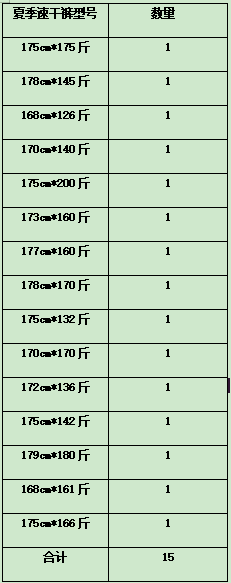 夏季速干裤型号 数量
175cm*175 斤 1
178cm*145 斤 1
168cm*126 斤 1
170cm*140 斤 1
175cm*200 斤 1
173cm*160 斤 1
177cm*160 斤 1
178cm*170 斤 1
175cm*132 斤 1
170cm*170 斤 1
172cm*136 斤 1
175cm*142 斤 1
179cm*180 斤 1
168cm*161 斤 1
175cm*166 斤 1
合计 15